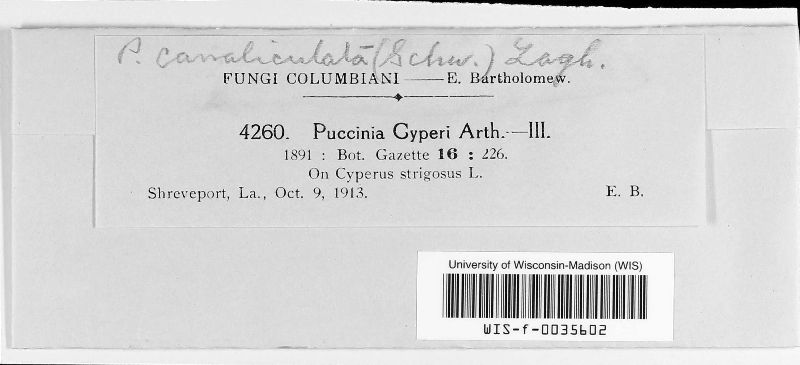 P. canaliculata (Schw.) Lagh.
FUNGI COLUMBIANI — E. Bartholomew.
4260. Puccinia Cyperi Arth.—III.
1891 : Bot. Gazette 16 : 226.
On Cyperus strigosus L.
Shreveport, La., Oct. 9, 1913. E. B.
University of Wisconsin-Madison (WIS)
WIS-f-0035602